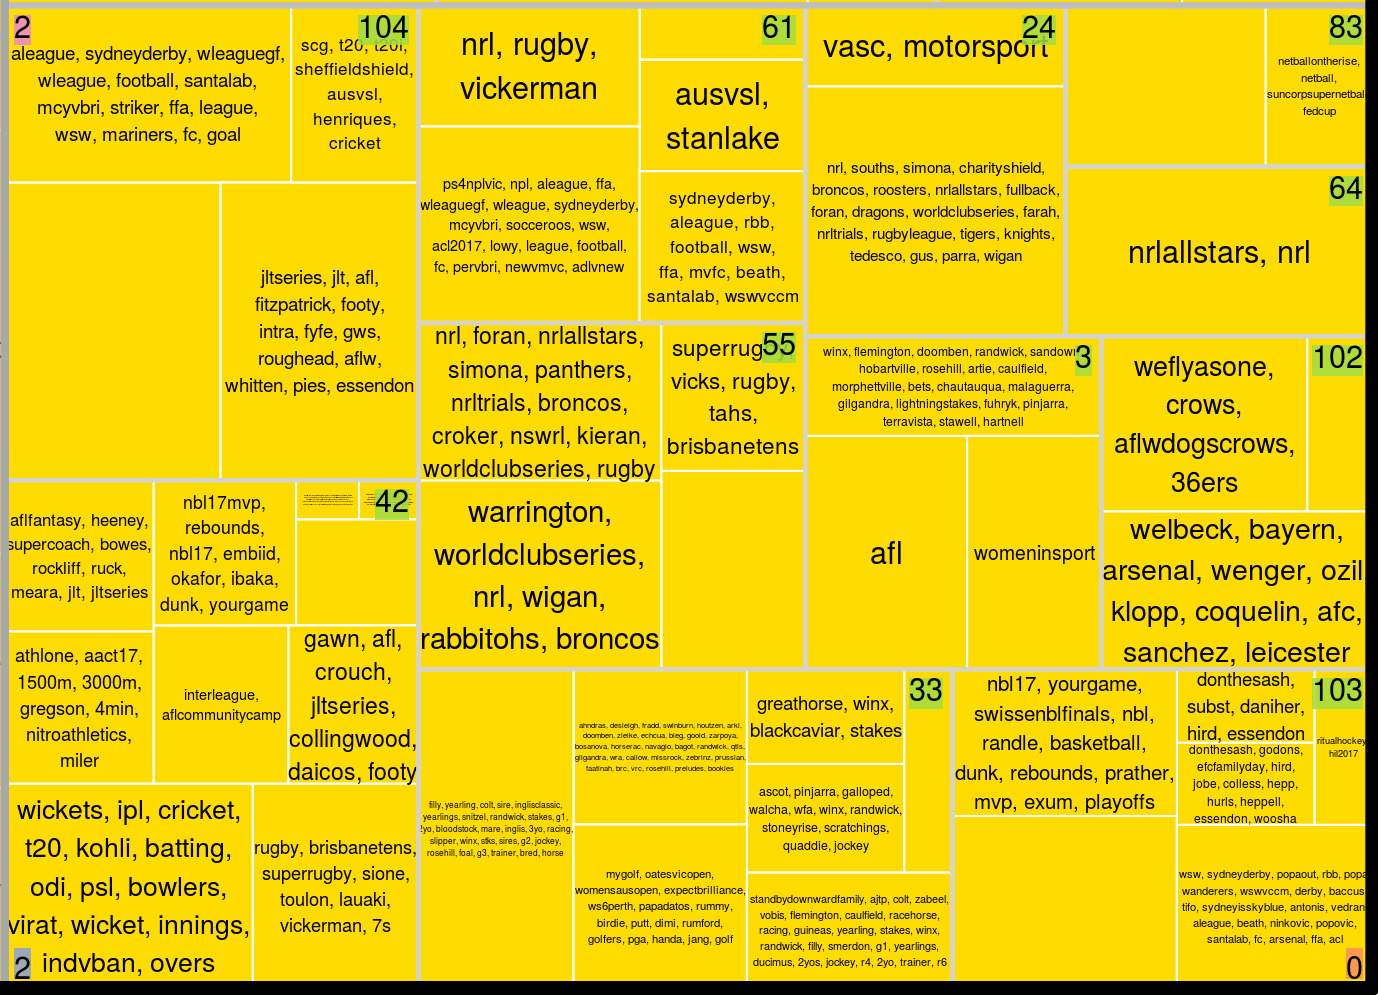 2
aleague, sydneyderby, wleaguegf,
wleague, football, santalab,
mcyvbri, striker, ffa, league,
wsw, mariners, fc, goal
104
scg, t20, t20i,
sheffieldshield,
ausvsl,
henriques,
cricket
jltseries, jlt, afl,
fitzpatrick, footy,
intra, fyfe, gws,
roughead, aflw,
whitten, pies, essendon
nrl, rugby,
vickerman
61
ausvsl,
stanlake
ps4nplvic, npl, aleague, ffa,
wleaguegf, wleague, sydneyderby,
mcyvbri, socceroos, wsw,
acl2017, lowy, league, football,
fc, pervbri, newvmvc, adlvnew
sydneyderby,
aleague, rbb,
football, wsw,
ffa, mvfc, beath,
santalab, wswvccm
24
vasc, motorsport
nrl, souths, simona, charityshield,
broncos, roosters, nrlallstars, fullback,
foran, dragons, worldclubseries, farah,
nrltrials, rugbyleague, tigers, knights,
tedesco, gus, parra, wigan
83
netballontherise,
netball,
suncorpsupernetbal
fedcup
64
nrlallstars, nrl
nrl, foran, nrlallstars,
simona, panthers,
nrltrials, broncos,
croker, nswrl, kieran,
worldclubseries, rugby
55
superrug
vicks, rugby,
tahs,
brisbanetens
warrington,
worldclubseries,
nrl, wigan,
rabbitohs, broncos
3
winx, flemington, doomben, randwick, sandown
hobartville, rosehill, artie, caulfield,
morphettville, bets, chautauqua, malaguerra,
gilgandra, lightningstakes, fuhryk, pinjarra,
terravista, stawell, hartnell
afl
womeninsport
102
weflyasone,
crows,
aflwdogscrows,
36ers
welbeck, bayern,
arsenal, wenger, ozil,
klopp, coquelin, afc,
sanchez, leicester
aflfantasy, heeney,
supercoach, bowes,
rockliff, ruck,
meara, jlt, jltseries
nbl17mvp,
rebounds,
nbl17, embiid,
okafor, ibaka,
dunk, yourgame
42
athlone, aact17,
1500m, 3000m,
gregson, 4min,
nitroathletics,
miler
interleague,
aflcommunitycamp
gawn, afl,
crouch,
jltseries,
collingwood,
daicos, footy
wickets, ipl, cricket,
t20, kohli, batting,
odi, psl, bowlers,
virat, wicket, innings,
indvban, overs
2
rugby, brisbanetens,
superrugby, sione,
toulon, lauaki,
vickerman, 7s
filly, yearling, colt, sire, inglisclassic,
yearlings, snitzel, randwick, stakes, g1,
2yo, bloodstock, mare, inglis, 3yo, racing,
slipper, winx, stks, sires, g2, jockey,
rosehill, foal, g3, trainer, bred, horse
ahndras, desleigh, fradd, swinburn, houtzen, arkl,
doomben, zielke, echcua, bleg, goold, zarpoya,
bosanova, horserac, navagio, bagot, randwick, qtis,
gilgandra, wra, callow, missrock, zebrinz, prussian,
faatinah, brc, vrc, rosehill, preludes, bookies
mygolf, oatesvicopen,
womensausopen, expectbrilliance,
ws6perth, papadatos, rummy,
birdie, putt, dimi, rumford,
golfers, pga, handa, jang, golf
33
greathorse, winx,
blackcaviar, stakes
ascot, pinjarra, galloped,
walcha, wfa, winx, randwick,
stoneyrise, scratchings,
quaddie, jockey
standbydownwardfamily, ajtp, colt, zabeel,
vobis, flemington, caulfield, racehorse,
racing, guineas, yearling, stakes, winx,
randwick, filly, smerdon, g1, yearlings,
ducimus, 2yos, jockey, r4, 2yo, trainer, r6
nbl17, yourgame,
swissenblfinals, nbl,
randle, basketball,
dunk, rebounds, prather,
mvp, exum, playoffs
103
donthesash,
subst, daniher,
hird, essendon
donthesash, godons,
efcfamilyday, hird,
jobe, colless, hepp,
hurls, heppell,
essendon, woosha
ritualhockey
hil2017
wsw, sydneyderby, popaout, rbb, popa
wanderers, wswvccm, derby, baccus
tifo, sydneyisskyblue, antonis, vedran
aleague, beath, ninkovic, popovic,
santalab, fc, arsenal, ffa, acl
0